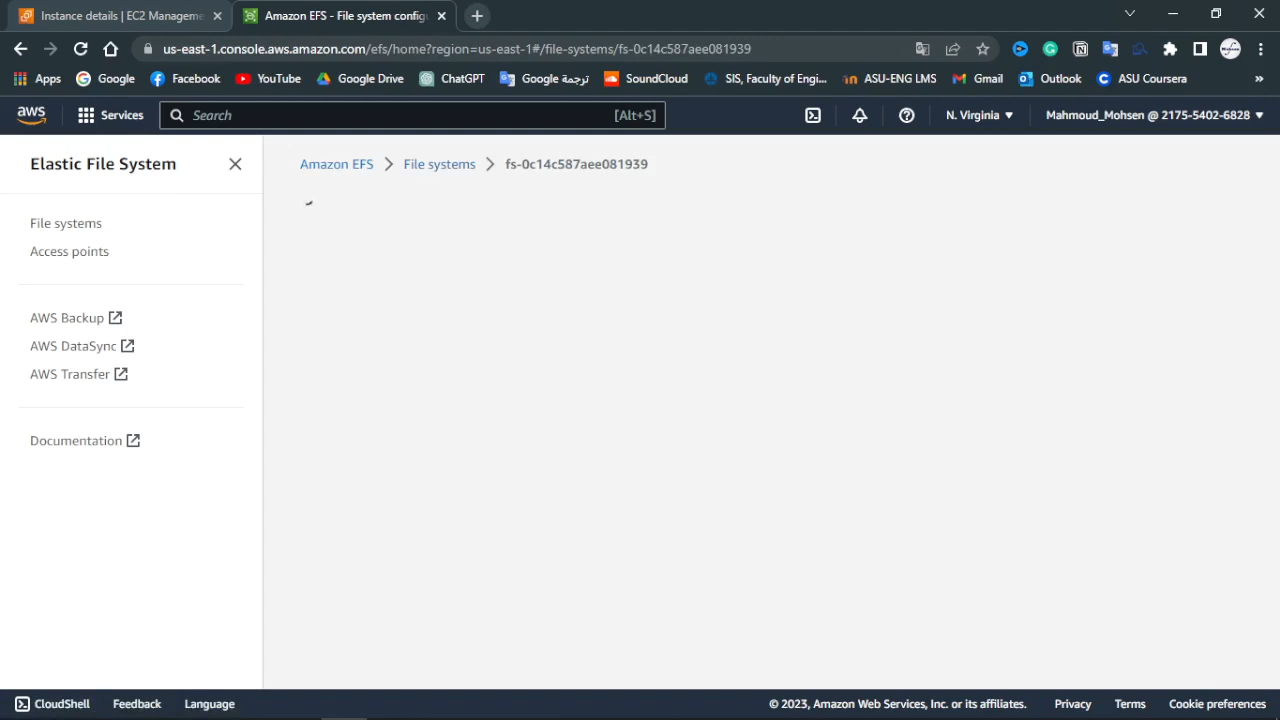 Instance details | EC2 Manageme
Amazon EFS - File system configu
us-east-1.console.aws.amazon.com/efs/home?region=us-east-1#/file-systems/fs-0c14c587aee081939
Apps Google Facebook YouTube Google Drive ChatGPT ترجمة Google SoundCloud SIS, Faculty of Engi... ASU-ENG LMS Gmail Outlook ASU Coursera »
aws Services Search [Alt+S] N. Virginia ▼ Mahmoud_Mohsen @ 2175-5402-6828 ▼
Elastic File System
Amazon EFS > File systems > fs-0c14c587aee081939
File systems
Access points
AWS Backup
AWS DataSync
AWS Transfer
Documentation
CloudShell Feedback Language © 2023, Amazon Web Services, Inc. or its affiliates. Privacy Terms Cookie preferences